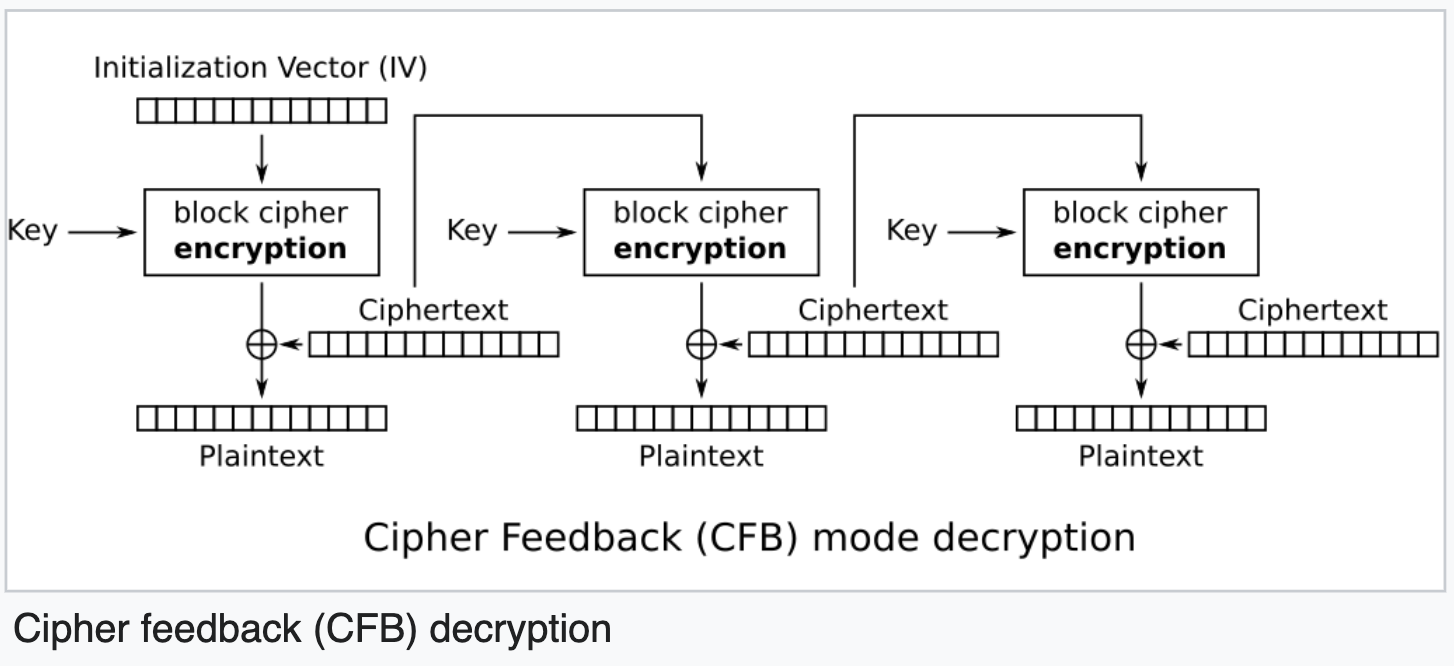 Initialization Vector (IV)
Key
block cipher
encryption
Ciphertext
Plaintext
Key
block cipher
encryption
Ciphertext
Plaintext
Key
block cipher
encryption
Ciphertext
Plaintext
Cipher Feedback (CFB) mode decryption
Cipher feedback (CFB) decryption